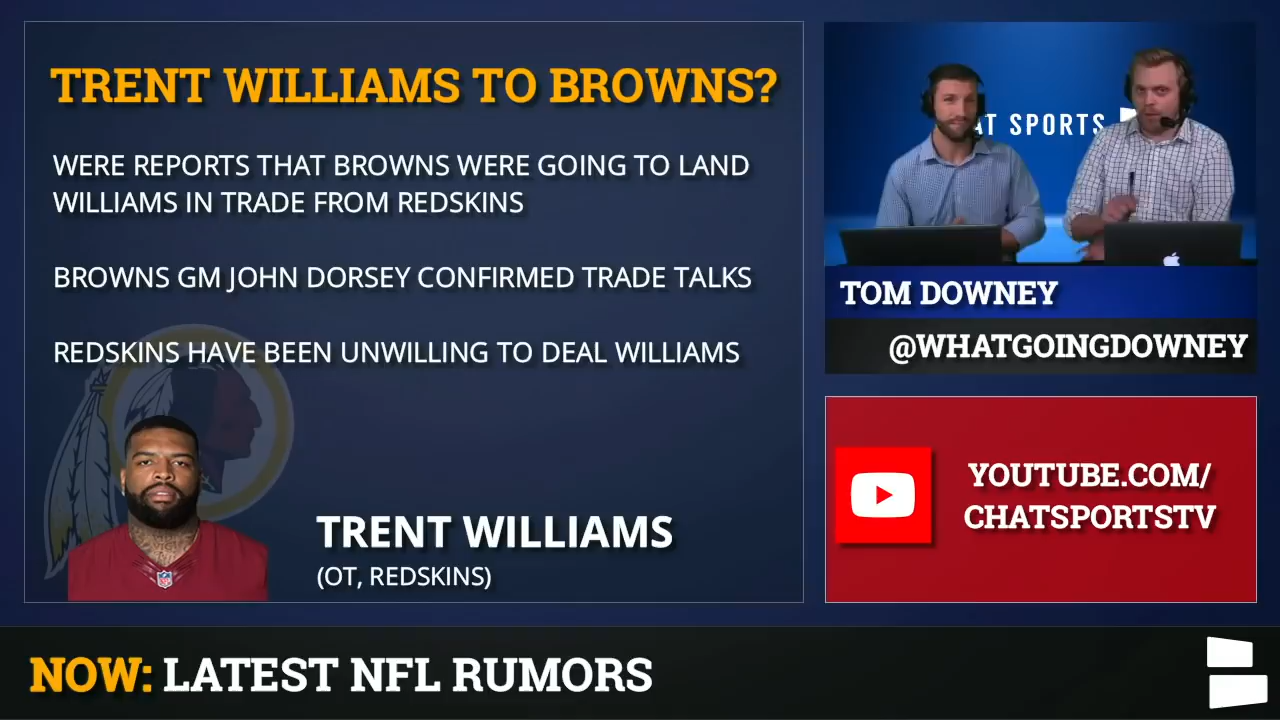 TRENT WILLIAMS TO BROWNS?
WERE REPORTS THAT BROWNS WERE GOING TO LAND
WILLIAMS IN TRADE FROM REDSKINS
BROWNS GM JOHN DORSEY CONFIRMED TRADE TALKS
REDSKINS HAVE BEEN UNWILLING TO DEAL WILLIAMS
TRENT WILLIAMS
(OT, REDSKINS)
AT SPORTS
TOM DOWNEY
@WHATGOINGDOWNEY
YOUTUBE.COM/
CHATSPORTSTV
NOW: LATEST NFL RUMORS